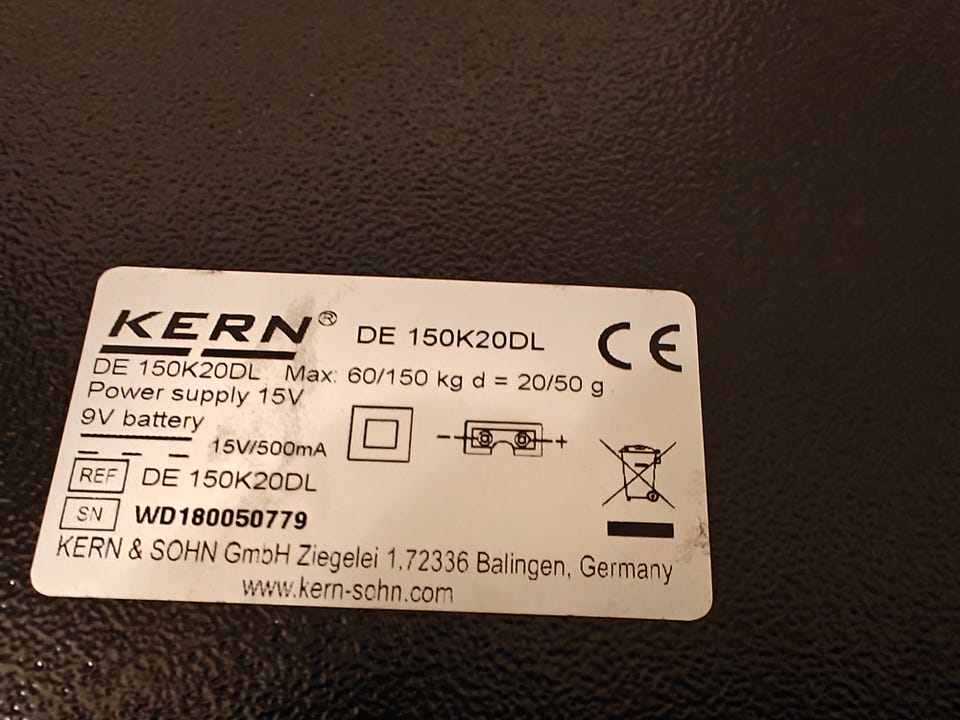 KERN® DE 150K20DL CE
DE 150K20DL Max: 60/150 kg d = 20/50 g
Power supply 15V
9V battery
15V/500mA - +
REF DE 150K20DL
SN WD180050779
KERN & SOHN GmbH Ziegelei 1.72336 Balingen, Germany
www.kern-sohn.com